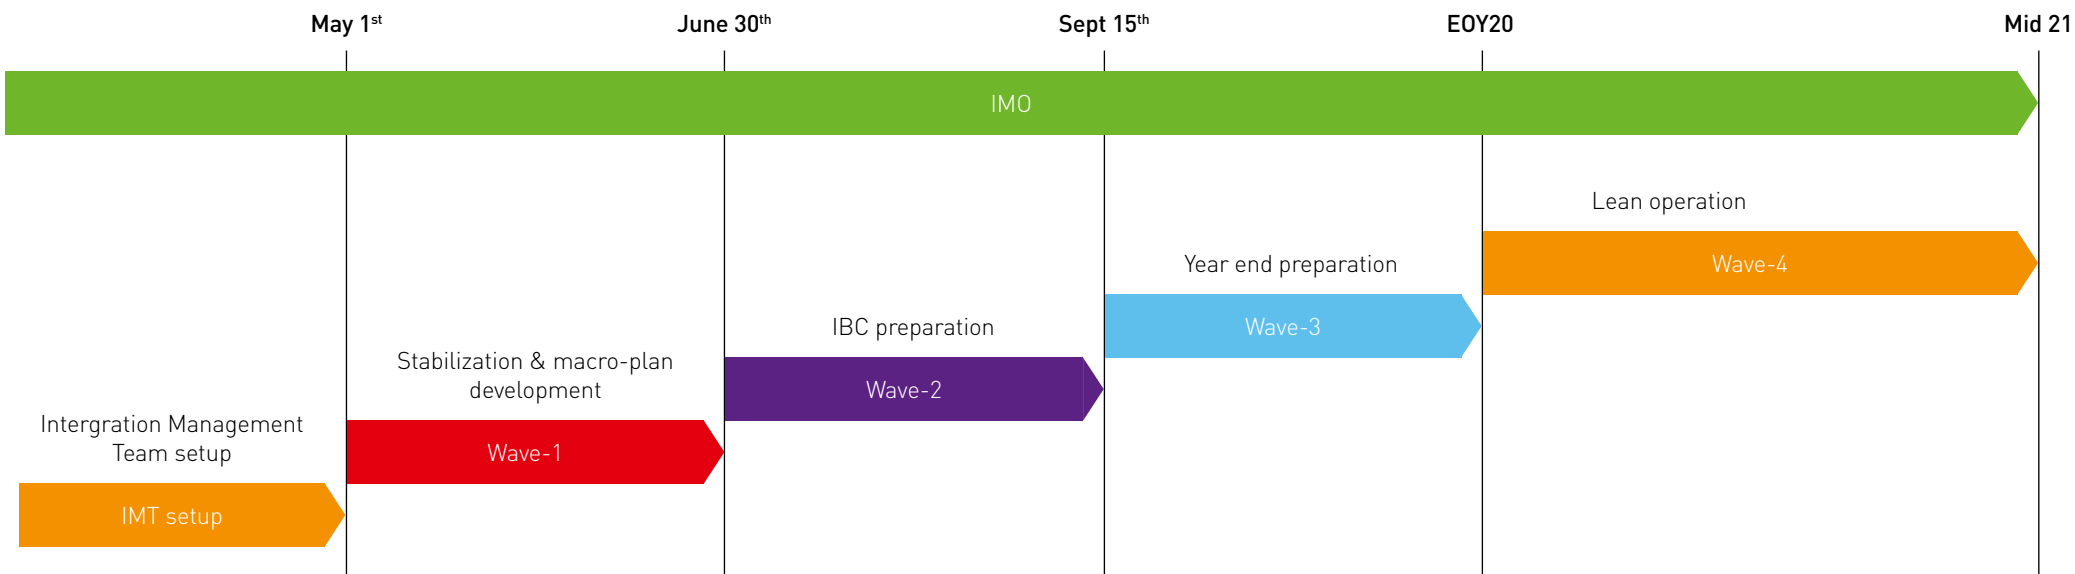 May 1st
June 30th
Sept 15th
EOY20
Mid 21
IMO
Lean operation
Wave-4
Year end preparation
Wave-3
IBC preparation
Wave-2
Stabilization & macro-plan
development
Wave-1
Intergration Management
Team setup
IMT setup